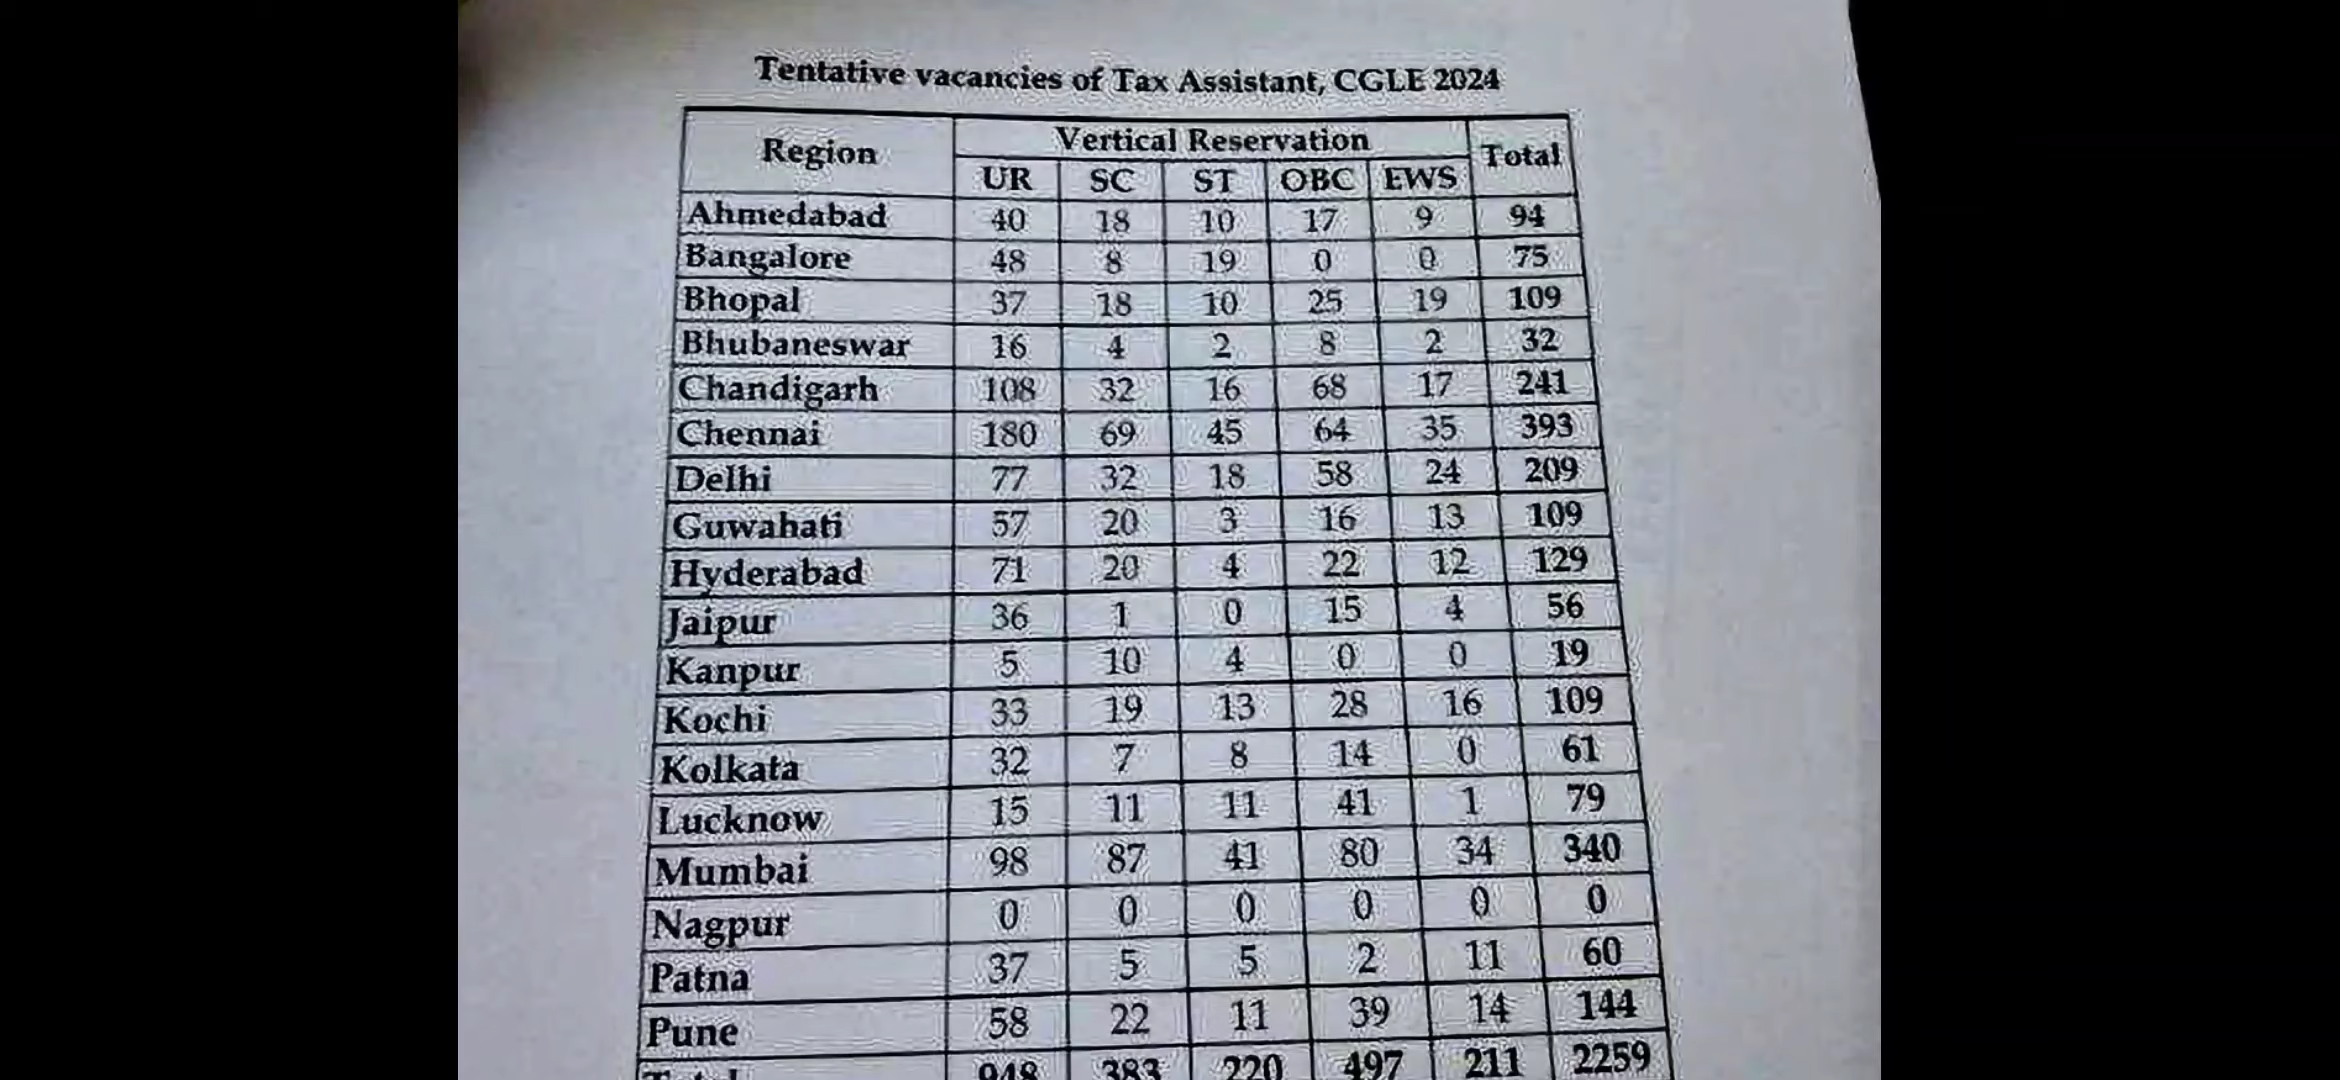 Tentative vacancies of Tax Assistant, CGLE 2024
Region Vertical Reservation Total
UR SC ST OBC EWS
Ahmedabad 40 18 10 17 9 94
Bangalore 48 8 19 0 0 75
Bhopal 37 18 10 25 19 109
Bhubaneswar 16 4 2 8 2 32
Chandigarh 108 32 16 68 17 241
Chennai 180 69 45 64 35 393
Delhi 77 32 18 58 24 209
Guwahati 57 20 3 16 13 109
Hyderabad 71 20 4 22 12 129
Jaipur 36 1 0 15 4 56
Kanpur 5 10 4 0 0 19
Kochi 33 19 13 28 16 109
Kolkata 32 7 8 14 0 61
Lucknow 15 11 11 41 1 79
Mumbai 98 87 41 80 34 340
Nagpur 0 0 0 0 0 0
Patna 37 5 5 2 11 60
Pune 58 22 11 39 14 144
Total 948 383 220 497 211 2259